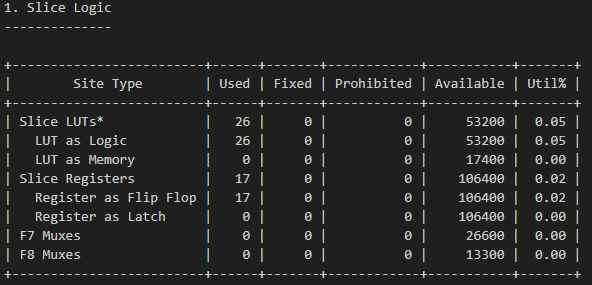 1. Slice Logic
--------------
+-------------------------+------+-------+------------+-----------+-------+
|        Site Type        | Used | Fixed | Prohibited | Available | Util% |
+-------------------------+------+-------+------------+-----------+-------+
| Slice LUTs*             |   26 |     0 |          0 |     53200 |  0.05 |
|   LUT as Logic          |   26 |     0 |          0 |     53200 |  0.05 |
|   LUT as Memory         |    0 |     0 |          0 |     17400 |  0.00 |
| Slice Registers         |   17 |     0 |          0 |    106400 |  0.02 |
|   Register as Flip Flop |   17 |     0 |          0 |    106400 |  0.02 |
|   Register as Latch     |    0 |     0 |          0 |    106400 |  0.00 |
| F7 Muxes                |    0 |     0 |          0 |     26600 |  0.00 |
| F8 Muxes                |    0 |     0 |          0 |     13300 |  0.00 |
+-------------------------+------+-------+------------+-----------+-------+